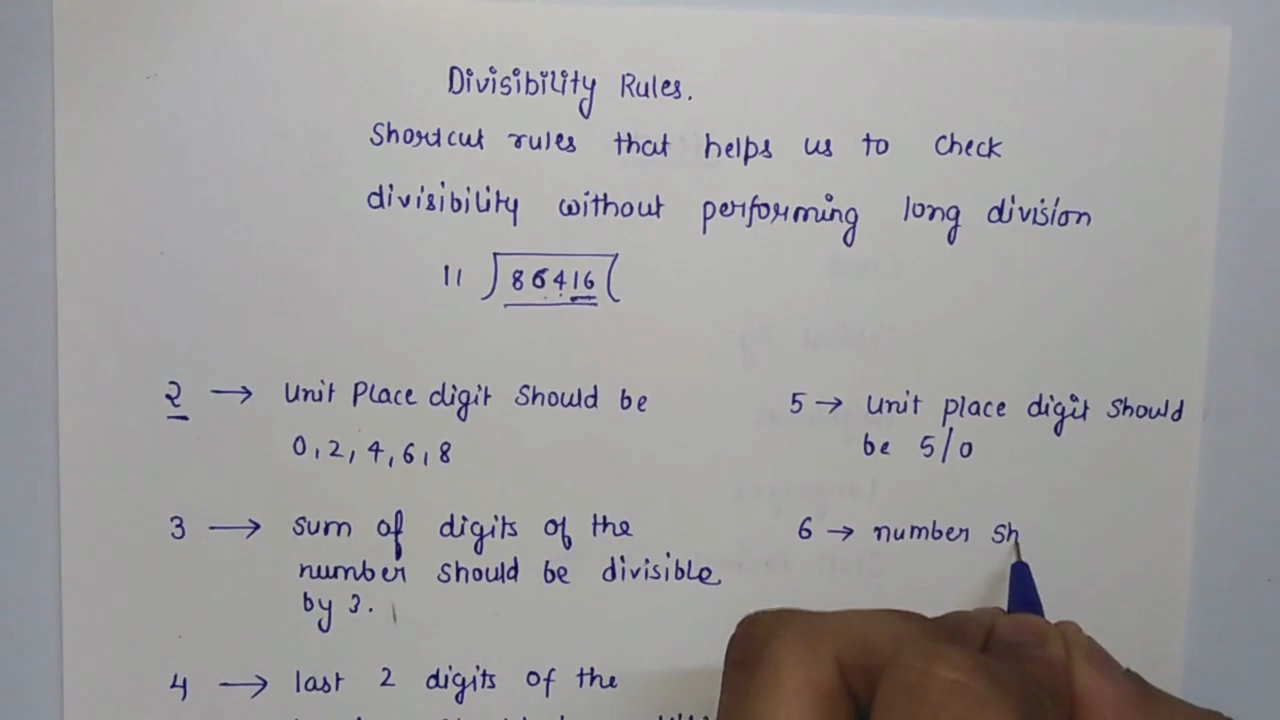 Divisibility Rules.
Shortcut rules that helps us to check
divisibility without performing long division
11 ) 86416 (
2 → Unit Place digit Should be
0, 2, 4, 6, 8
3 → sum of digits of the
number should be divisible
by 3.
4 → last 2 digits of the
5 → Unit place digit should
be 5/0
6 → number sh